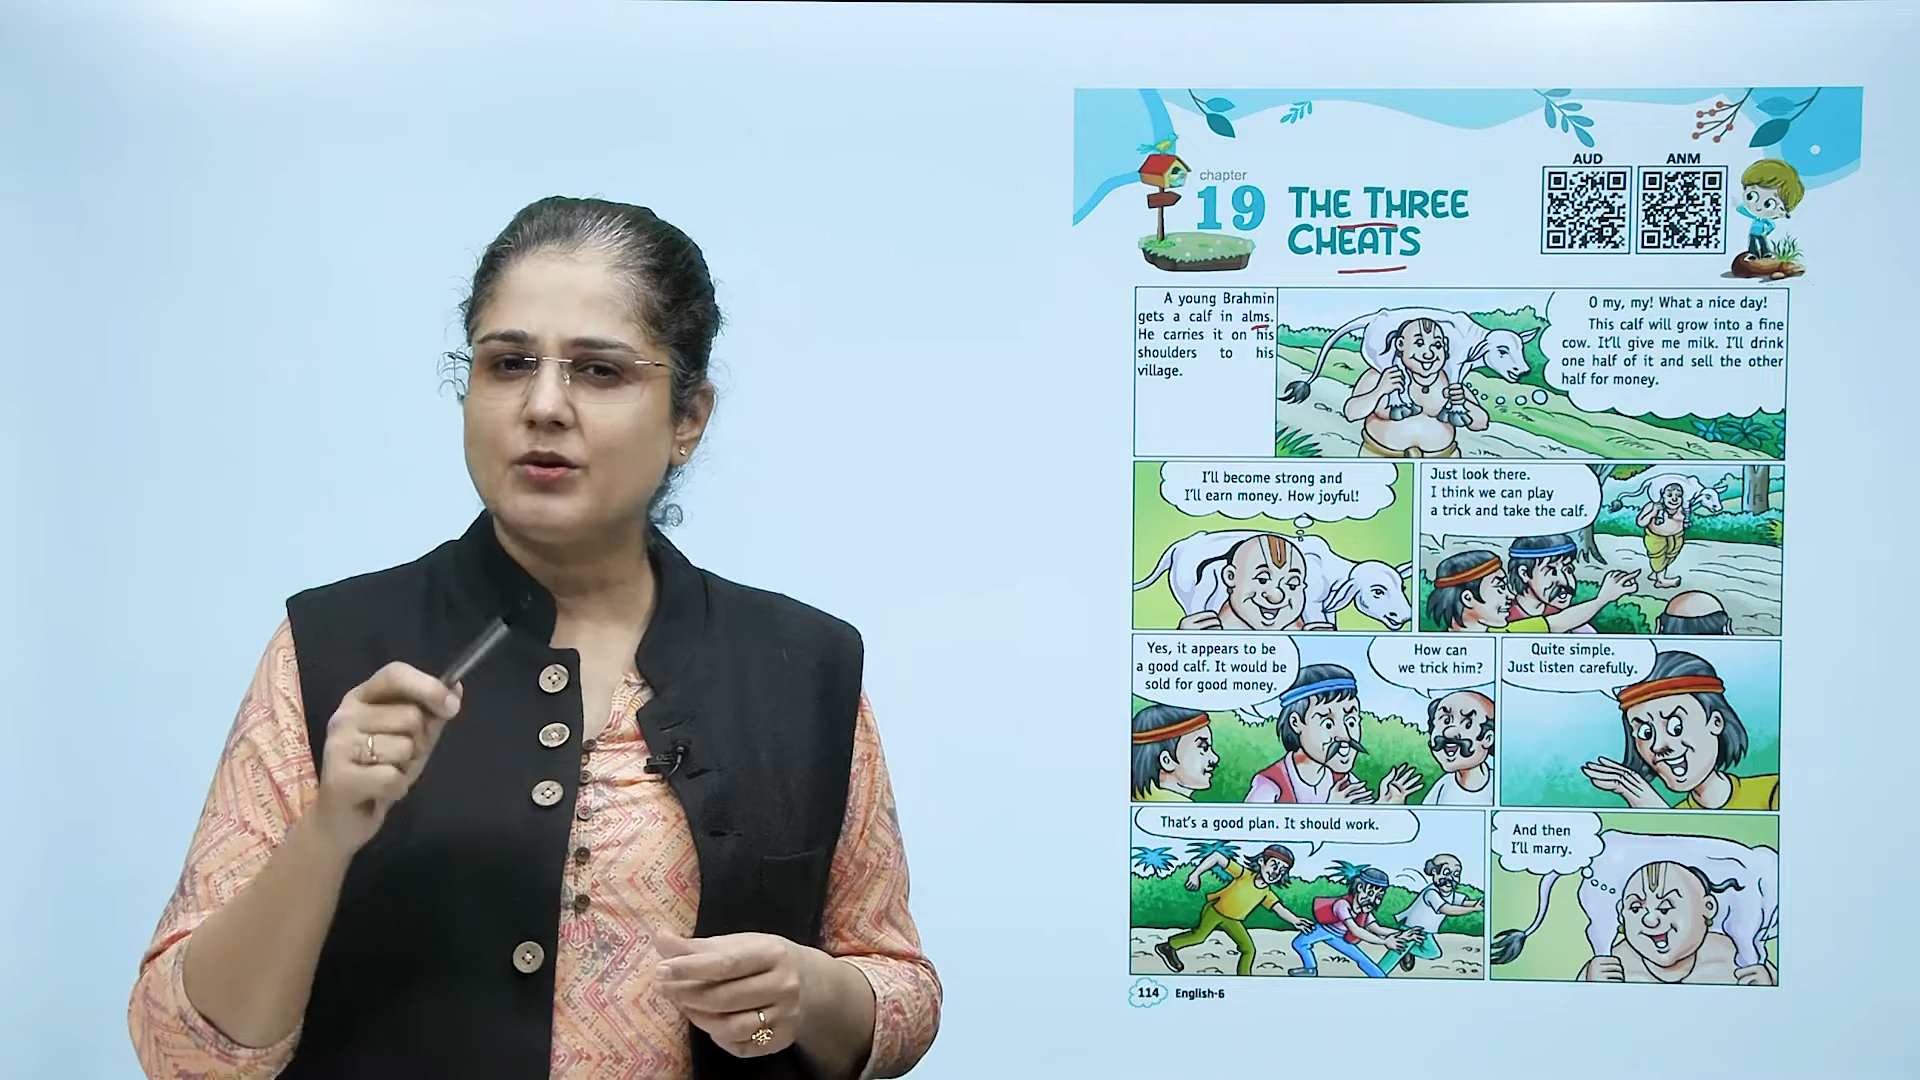 AUD
ANM
chapter
19
THE THREE
CHEATS
A young Brahmin
gets a calf in alms.
He carries it on his
shoulders to his
village.
O my, my! What a nice day!
This calf will grow into a fine
cow. It'll give me milk. I'll drink
one half of it and sell the other
half for money.
I'll become strong and
I'll earn money. How joyful!
Just look there.
I think we can play
a trick and take the calf.
Yes, it appears to be
a good calf. It would be
sold for good money.
How can
we trick him?
Quite simple.
Just listen carefully.
That's a good plan. It should work.
And then
I'll marry.
114
English-6